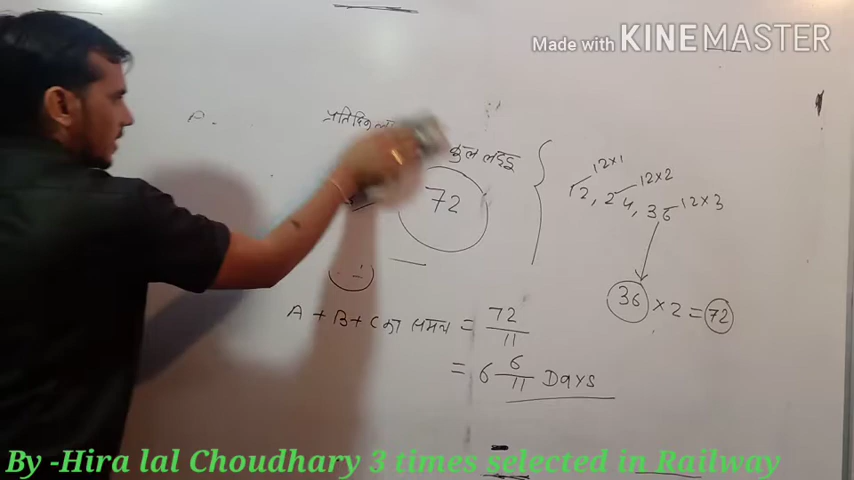 Made with KINEMASTER
P.
कुल लड्डू
72
12x1
12x2
12x3
12, 24, 36
36 x 2 = 72
A + B + C का समय = 72/11
= 6 6/11 Days
By -Hira lal Choudhary 3 times selected in Railway